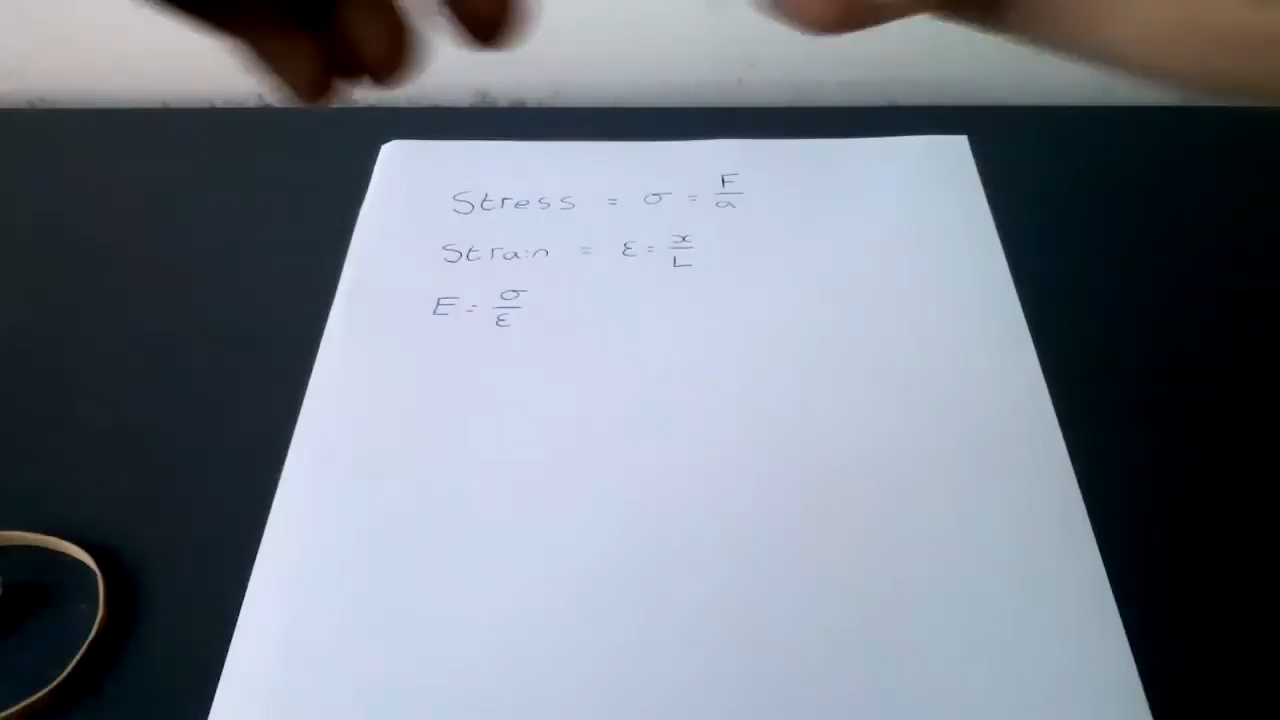 Stress = σ = F/a
Strain = ε = x/L
E = σ/ε